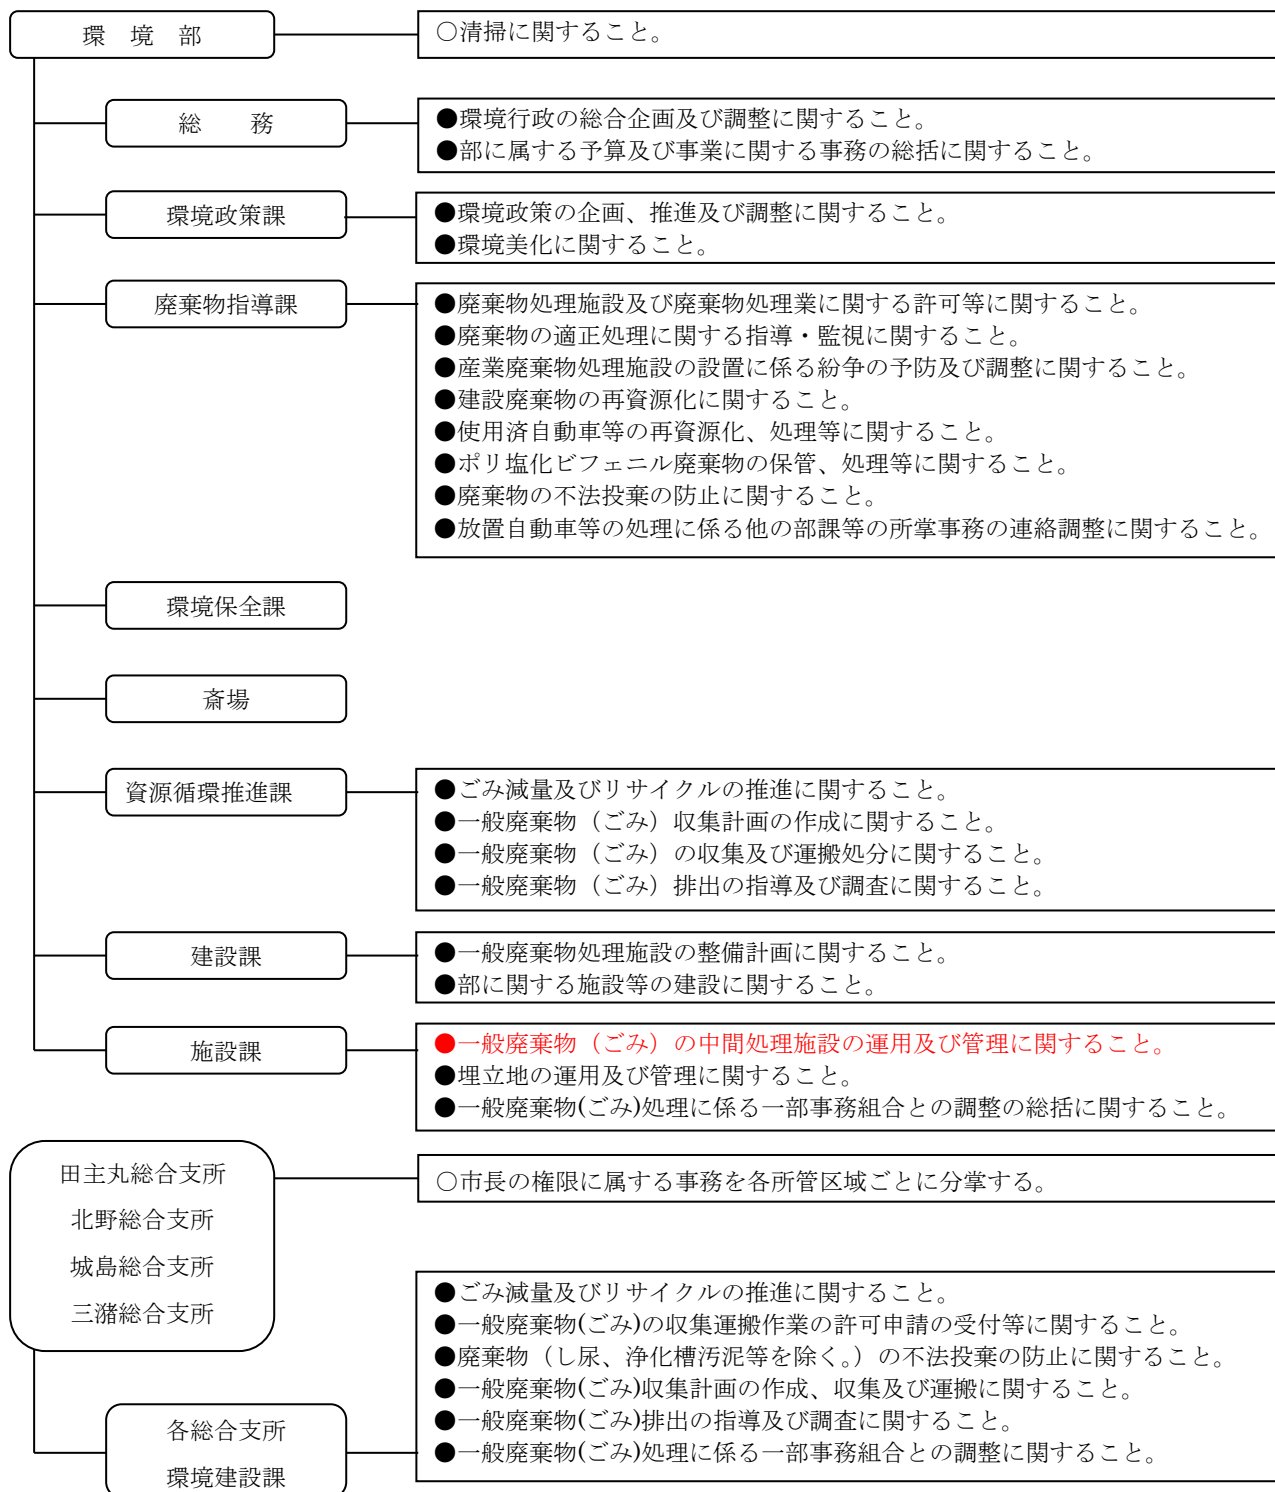 環　境　部
○清掃に関すること。
総　　務
●環境行政の総合企画及び調整に関すること。
●部に属する予算及び事業に関する事務の総括に関すること。
環境政策課
●環境政策の企画、推進及び調整に関すること。
●環境美化に関すること。
廃棄物指導課
●廃棄物処理施設及び廃棄物処理業に関する許可等に関すること。
●廃棄物の適正処理に関する指導・監視に関すること。
●産業廃棄物処理施設の設置に係る紛争の予防及び調整に関すること。
●建設廃棄物の再資源化に関すること。
●使用済自動車等の再資源化、処理等に関すること。
●ポリ塩化ビフェニル廃棄物の保管、処理等に関すること。
●廃棄物の不法投棄の防止に関すること。
●放置自動車等の処理に係る他の部課等の所掌事務の連絡調整に関すること。
環境保全課
斎場
資源循環推進課
●ごみ減量及びリサイクルの推進に関すること。
●一般廃棄物（ごみ）収集計画の作成に関すること。
●一般廃棄物（ごみ）の収集及び運搬処分に関すること。
●一般廃棄物（ごみ）排出の指導及び調査に関すること。
建設課
●一般廃棄物処理施設の整備計画に関すること。
●部に関する施設等の建設に関すること。
施設課
●一般廃棄物（ごみ）の中間処理施設の運用及び管理に関すること。
●埋立地の運用及び管理に関すること。
●一般廃棄物(ごみ)処理に係る一部事務組合との調整の総括に関すること。
田主丸総合支所
北野総合支所
城島総合支所
三潴総合支所
○市長の権限に属する事務を各所管区域ごとに分掌する。
各総合支所
環境建設課
●ごみ減量及びリサイクルの推進に関すること。
●一般廃棄物(ごみ)の収集運搬作業の許可申請の受付等に関すること。
●廃棄物（し尿、浄化槽汚泥等を除く。）の不法投棄の防止に関すること。
●一般廃棄物(ごみ)収集計画の作成、収集及び運搬に関すること。
●一般廃棄物(ごみ)排出の指導及び調査に関すること。
●一般廃棄物(ごみ)処理に係る一部事務組合との調整に関すること。